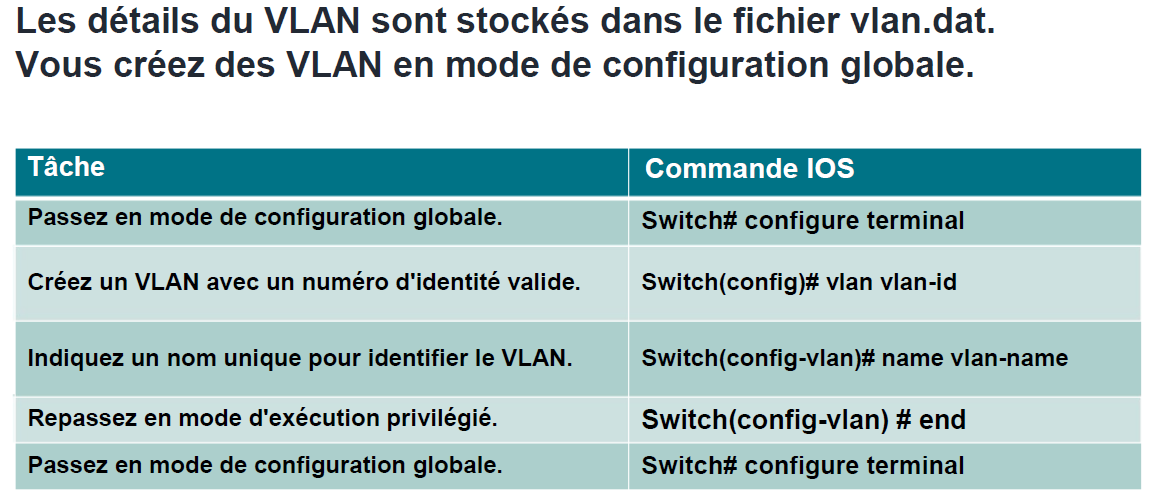 Les détails du VLAN sont stockés dans le fichier vlan.dat.
Vous créez des VLAN en mode de configuration globale.
Tâche
Commande IOS
Passez en mode de configuration globale.
Switch# configure terminal
Créez un VLAN avec un numéro d'identité valide.
Switch(config)# vlan vlan-id
Indiquez un nom unique pour identifier le VLAN.
Switch(config-vlan)# name vlan-name
Repassez en mode d'exécution privilégié.
Switch(config-vlan) # end
Passez en mode de configuration globale.
Switch# configure terminal